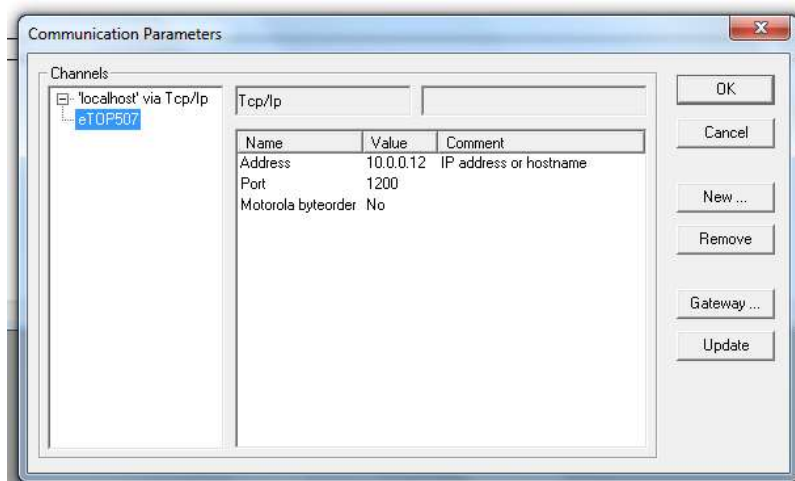 Communication Parameters
Channels
'localhost' via Tcp/Ip
eTOP507
Tcp/Ip
Name Value Comment
Address 10.0.0.12 IP address or hostname
Port 1200
Motorola byteorder No
OK
Cancel
New ...
Remove
Gateway ...
Update